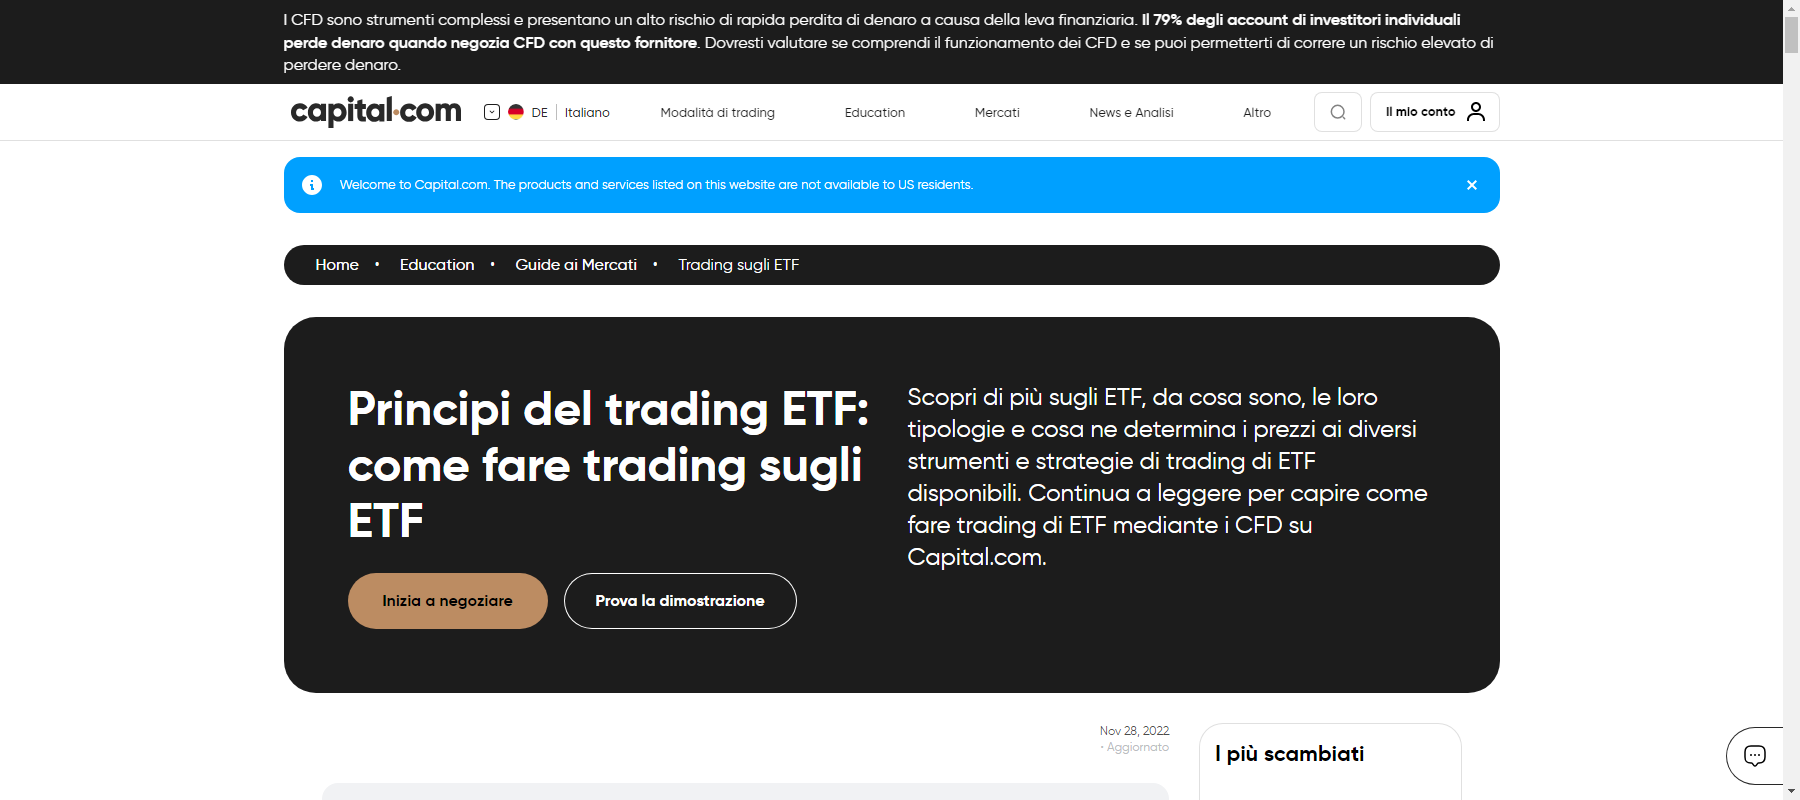 I CFD sono strumenti complessi e presentano un alto rischio di rapida perdita di denaro a causa della leva finanziaria. Il 79% degli account di investitori individuali
perde denaro quando negozia CFD con questo fornitore. Dovresti valutare se comprendi il funzionamento dei CFD e se puoi permetterti di correre un rischio elevato di
perdere denaro.
capital.com DE Italiano Modalità di trading Education Mercati News e Analisi Altro Il mio conto
Welcome to Capital.com. The products and services listed on this website are not available to US residents.
Home • Education • Guide ai Mercati • Trading sugli ETF
Principi del trading ETF:
come fare trading sugli
ETF
Scopri di più sugli ETF, da cosa sono, le loro
tipologie e cosa ne determina i prezzi ai diversi
strumenti e strategie di trading di ETF
disponibili. Continua a leggere per capire come
fare trading di ETF mediante i CFD su
Capital.com.
Inizia a negoziare
Prova la dimostrazione
Nov 28, 2022
• Aggiornato
I più scambiati